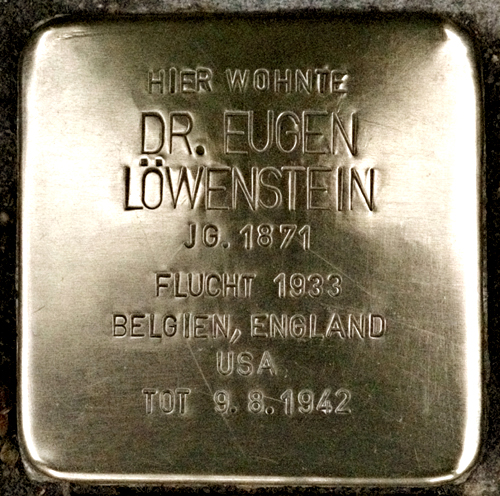 HIER WOHNTE
DR. EUGEN
LÖWENSTEIN
JG. 1871
FLUCHT 1933
BELGIEN, ENGLAND
USA
TOT 9.8.1942